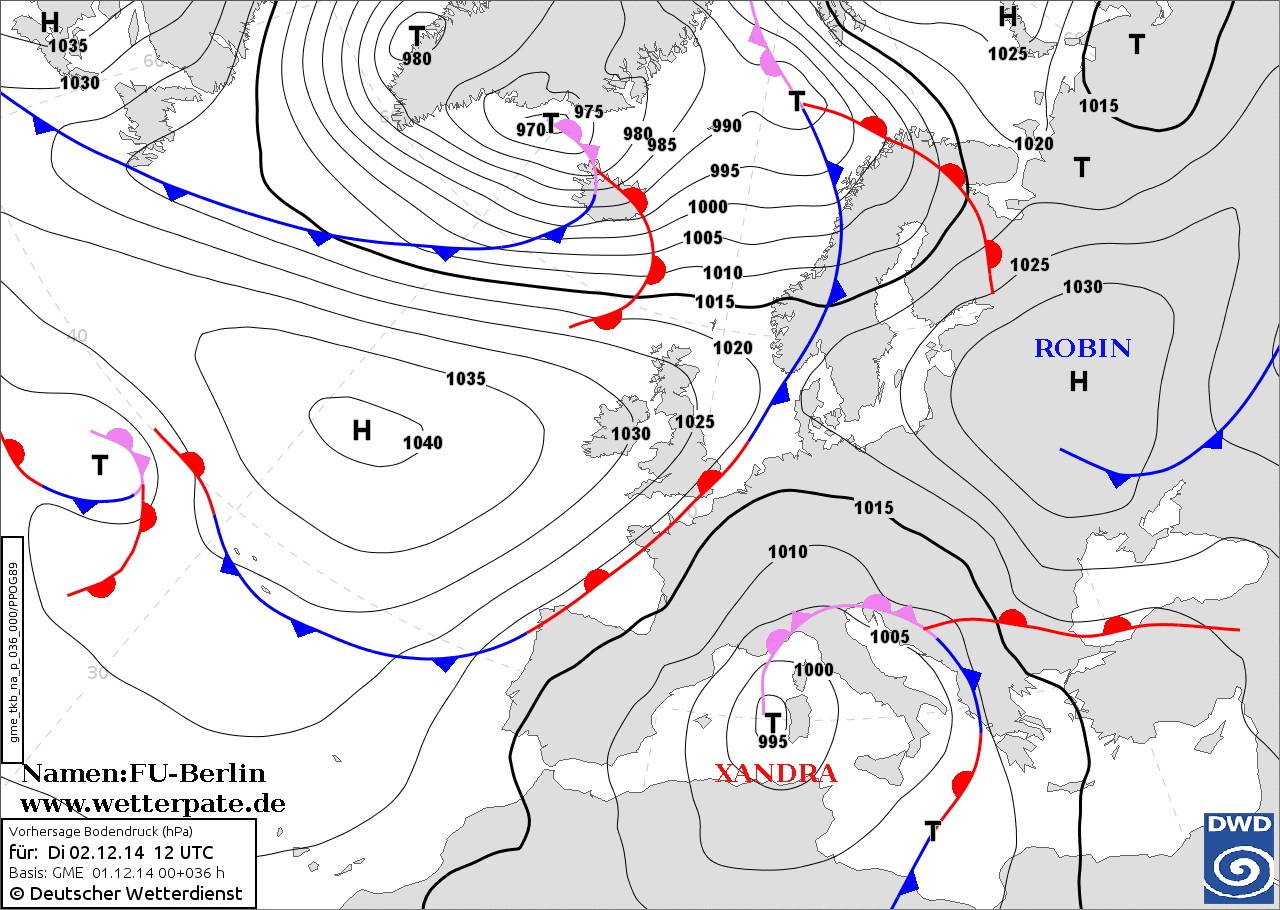 H
1035
1030
60
T
980
T
970
975
980
985
990
995
1000
1005
1010
1015
1020
T
H
1025
T
1015
1020
T
1025
1030
ROBIN
H
40
1035
H
1040
1030
1025
T
1015
1010
1005
1000
T
995
XANDRA
T
30
gme_tkb_na_p_036_000/PPOG89
Namen:FU-Berlin
www.wetterpate.de
Vorhersage Bodendruck (hPa)
für: Di 02.12.14 12 UTC
Basis: GME 01.12.14 00+036 h
© Deutscher Wetterdienst
DWD